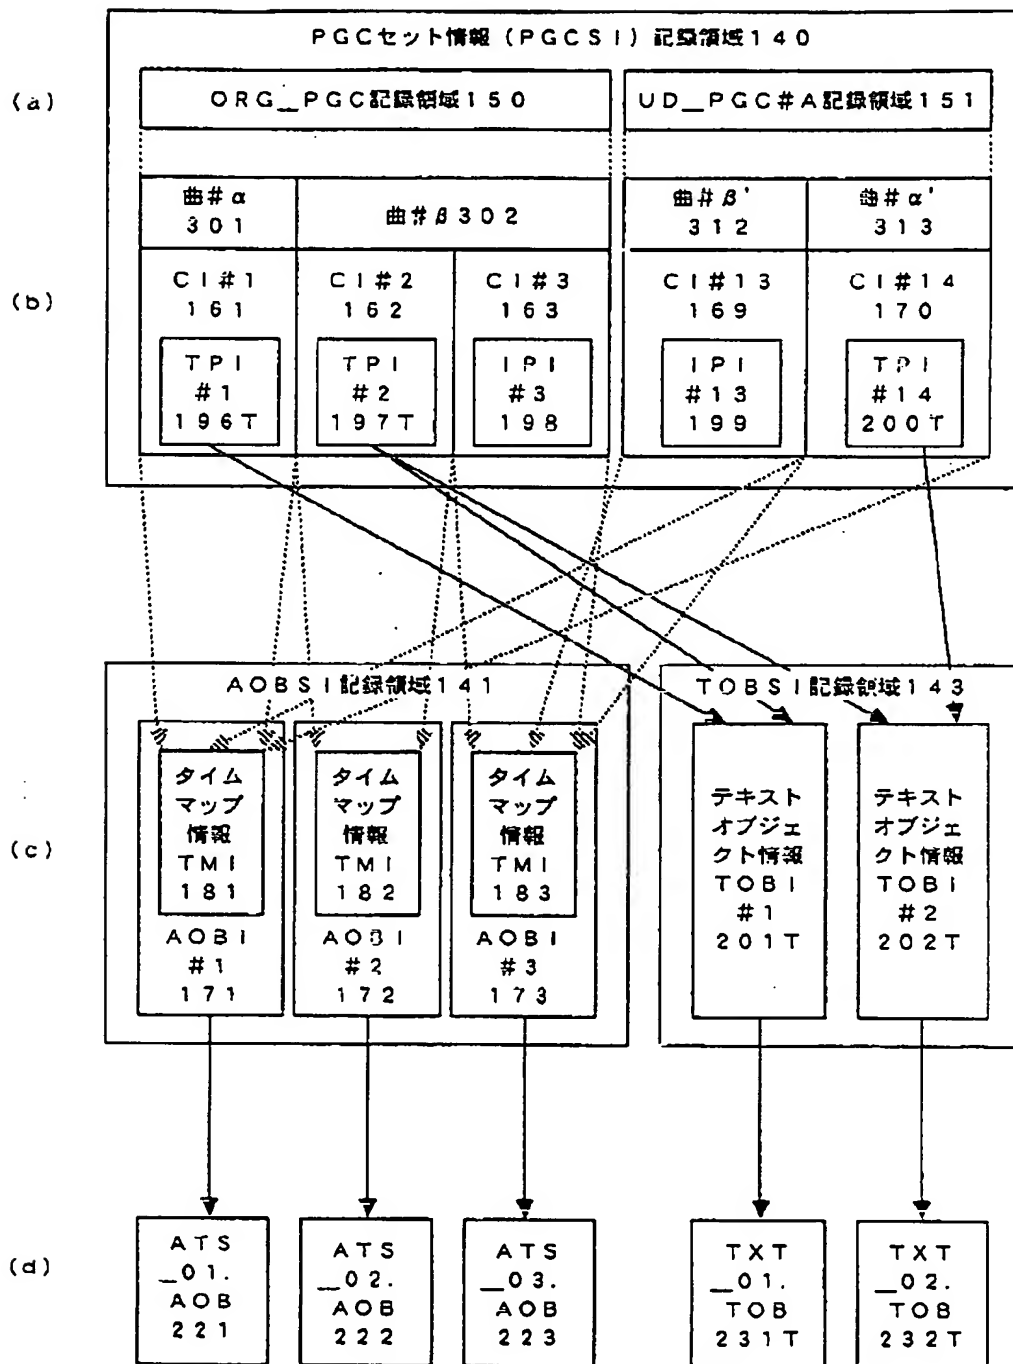 PGCセット情報(PGCSI)記録領域140
(a)
ORG__PGC記録領域150
UD__PGC#A記録領域151
(b)
曲#α
301
曲#β302
曲#β'
312
曲#α'
313
CI#1
161
CI#2
162
CI#3
163
CI#13
169
CI#14
170
TPI
#1
196T
TPI
#2
197T
IPI
#3
198
IPI
#13
199
TPI
#14
200T
AOBSI記録領域141
TOBSI記録領域143
(c)
タイム
マップ
情報
TMI
181
AOBI
#1
171
タイム
マップ
情報
TMI
182
AOBI
#2
172
タイム
マップ
情報
TMI
183
AOBI
#3
173
テキスト
オブジェ
クト情報
TOBI
#1
201T
テキスト
オブジェ
クト情報
TOBI
#2
202T
(d)
ATS
__01.
AOB
221
ATS
__02.
AOB
222
ATS
__03.
AOB
223
TXT
__01.
TOB
231T
TXT
__02.
TOB
232T